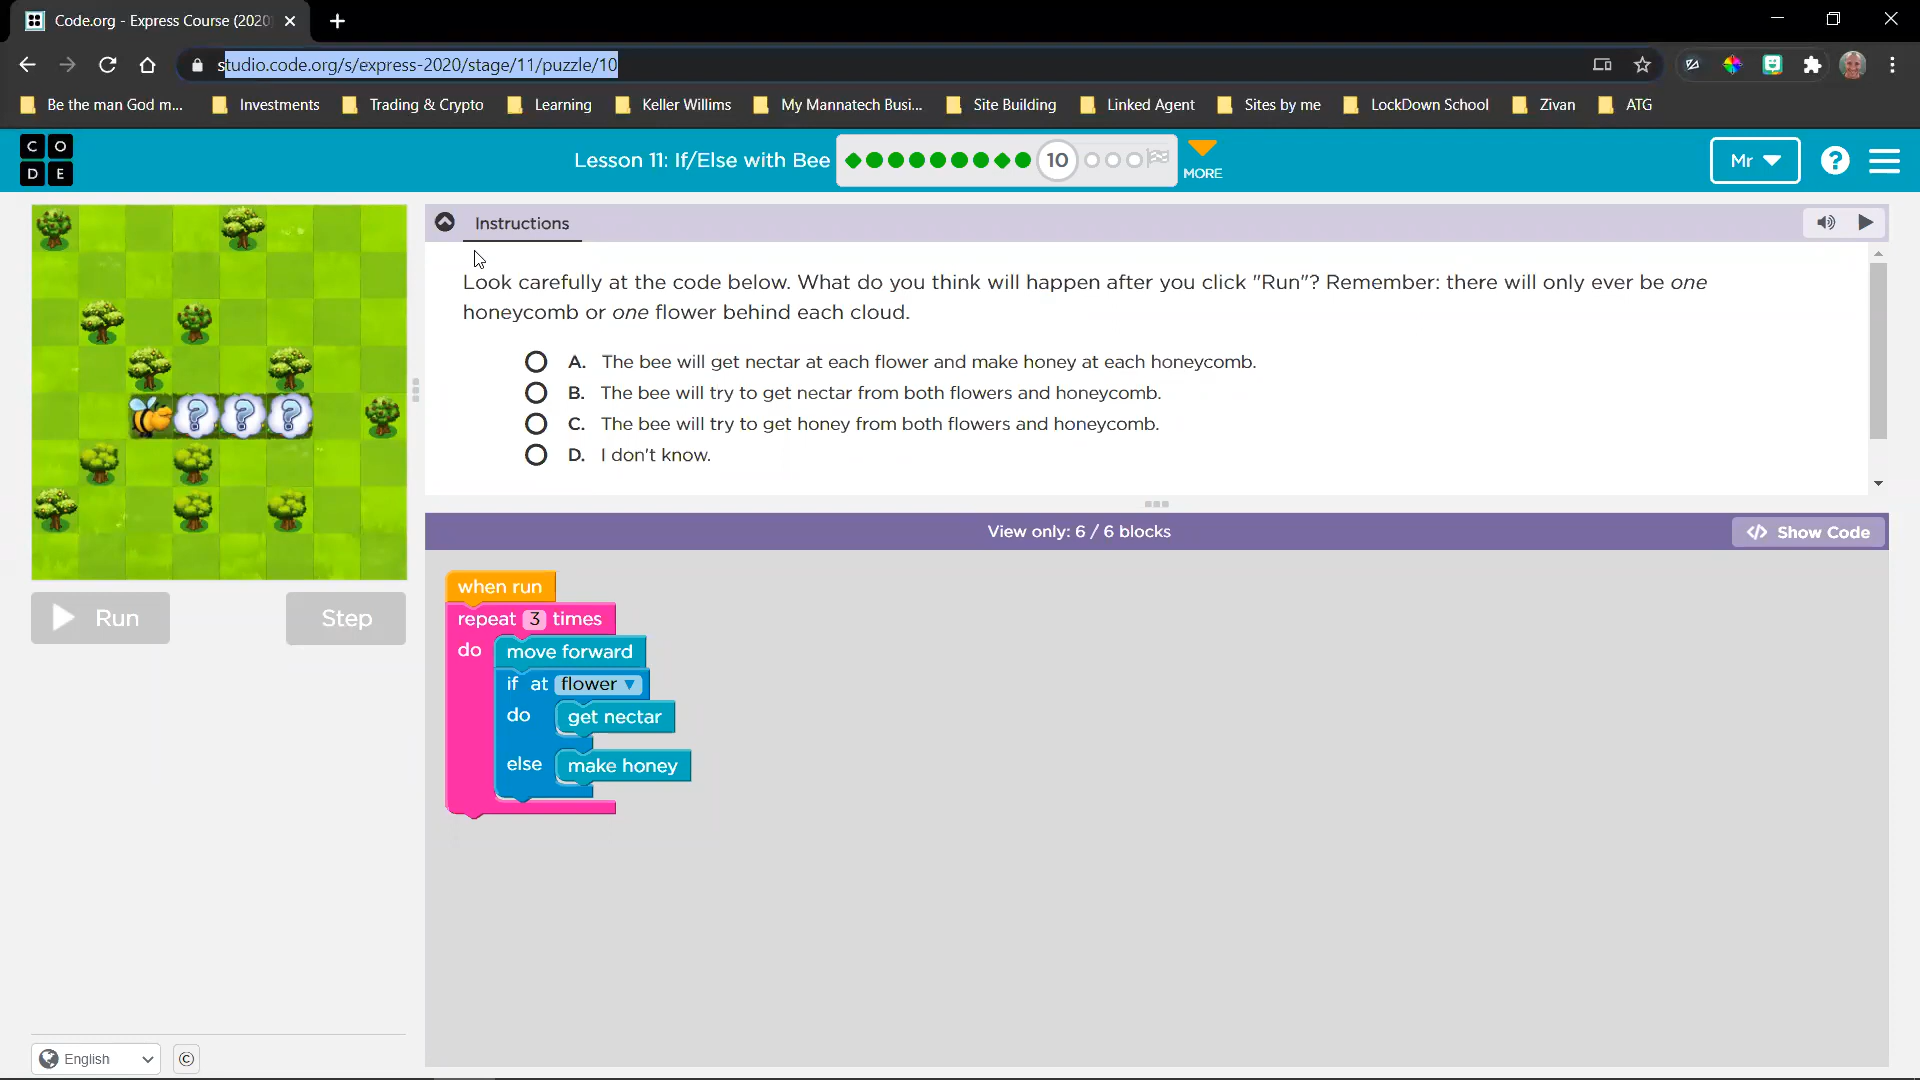 Code.org - Express Course (2020)
studio.code.org/s/express-2020/stage/11/puzzle/10
Be the man God m...
Investments
Trading & Crypto
Learning
Keller Willims
My Mannatech Busi...
Site Building
Linked Agent
Sites by me
LockDown School
Zivan
ATG
C O
D E
Lesson 11: If/Else with Bee
10
MORE
Mr
?
Instructions
Look carefully at the code below. What do you think will happen after you click "Run"? Remember: there will only ever be one
honeycomb or one flower behind each cloud.
A. The bee will get nectar at each flower and make honey at each honeycomb.
B. The bee will try to get nectar from both flowers and honeycomb.
C. The bee will try to get honey from both flowers and honeycomb.
D. I don't know.
? ? ?
View only: 6 / 6 blocks
</> Show Code
Run
Step
when run
repeat 3 times
do move forward
if at flower ▼
do get nectar
else make honey
English
©